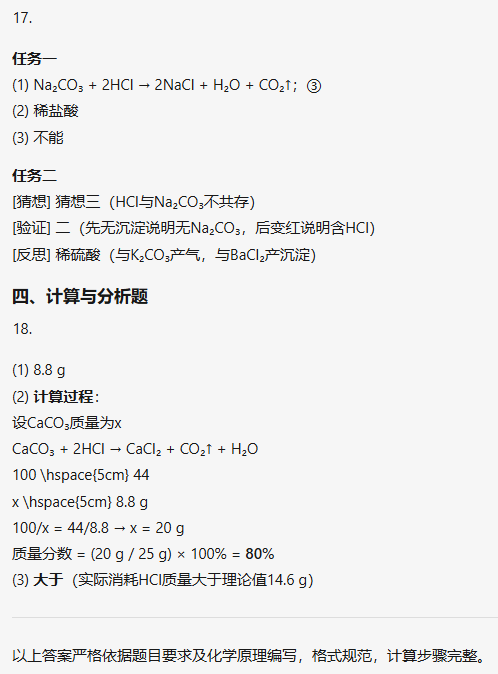 17.
任务一
(1) Na₂CO₃ + 2HCl → 2NaCl + H₂O + CO₂↑；③
(2) 稀盐酸
(3) 不能
任务二
[猜想] 猜想三（HCl与Na₂CO₃不共存）
[验证] 二（先无沉淀说明无Na₂CO₃，后变红说明含HCl）
[反思] 稀硫酸（与K₂CO₃产气，与BaCl₂产沉淀）
四、计算与分析题
18.
(1) 8.8 g
(2) 计算过程：
设CaCO₃质量为x
CaCO₃ + 2HCl → CaCl₂ + CO₂↑ + H₂O
100 \hspace{5cm} 44
x \hspace{5cm} 8.8 g
100/x = 44/8.8 → x = 20 g
质量分数 = (20 g / 25 g) × 100% = 80%
(3) 大于（实际消耗HCl质量大于理论值14.6 g）
以上答案严格依据题目要求及化学原理编写，格式规范，计算步骤完整。